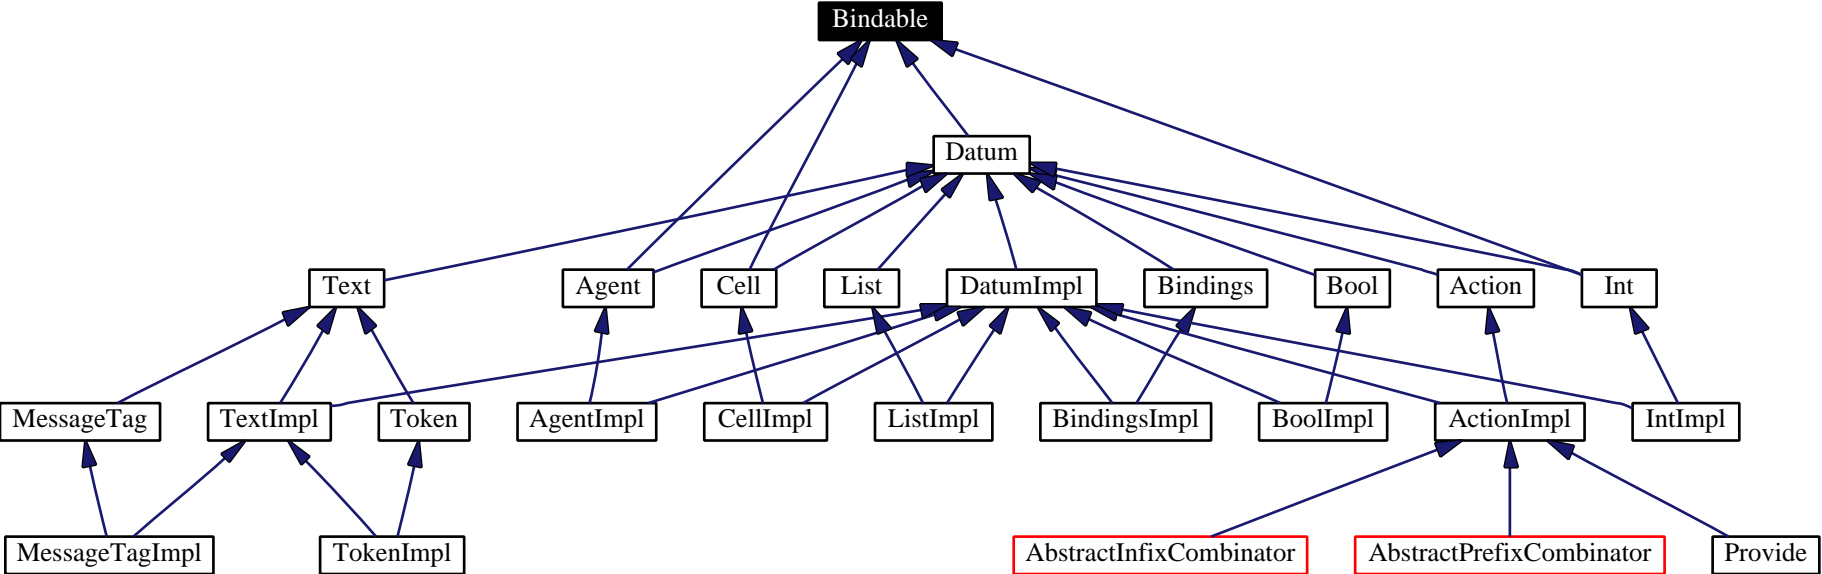 Bindable
Datum
Text Agent Cell List DatumImpl Bindings Bool Action Int
MessageTag TextImpl Token AgentImpl CellImpl ListImpl BindingsImpl BoolImpl ActionImpl IntImpl
MessageTagImpl TokenImpl AbstractInfixCombinator AbstractPrefixCombinator Provide